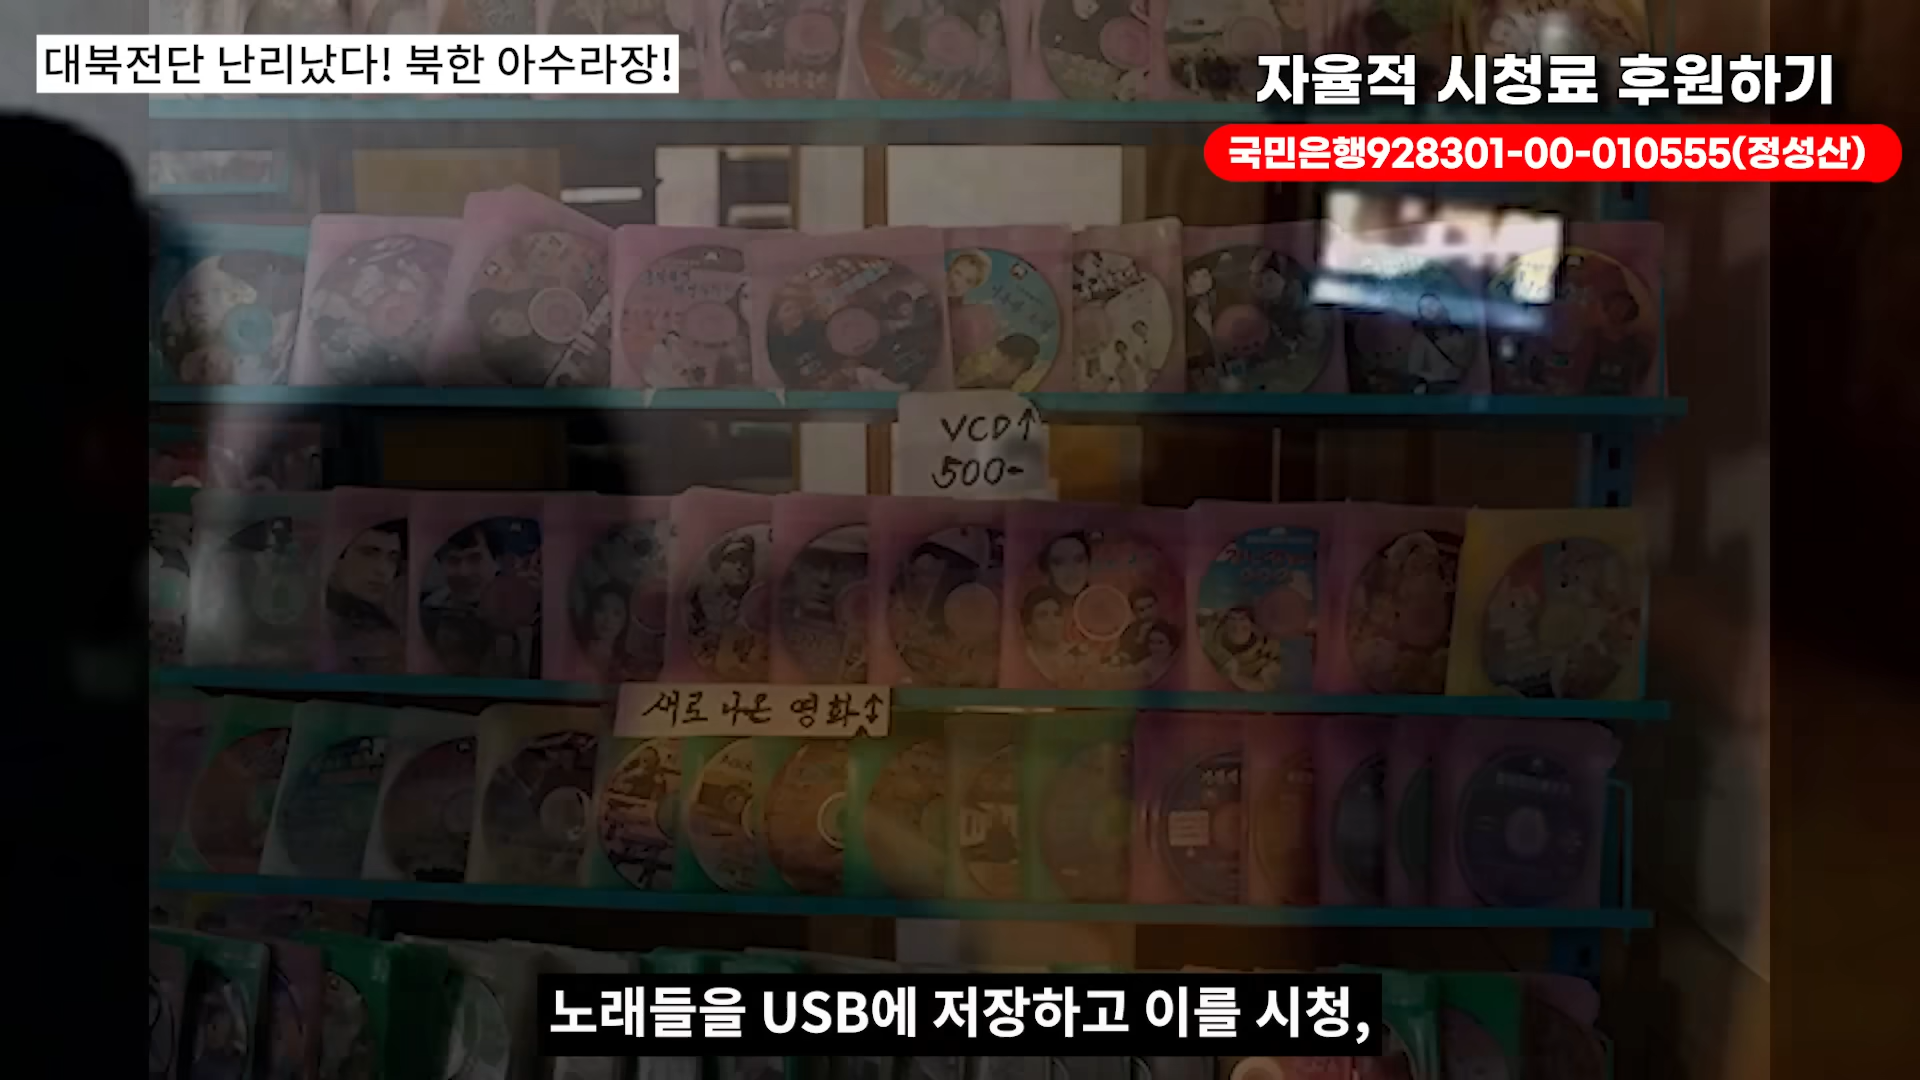 대북전단 난리났다! 북한 아수라장!
자율적 시청료 후원하기
국민은행928301-00-010555(정성산)
VCD↑
500-
새로 나온 영화↕
노래들을 USB에 저장하고 이를 시청,